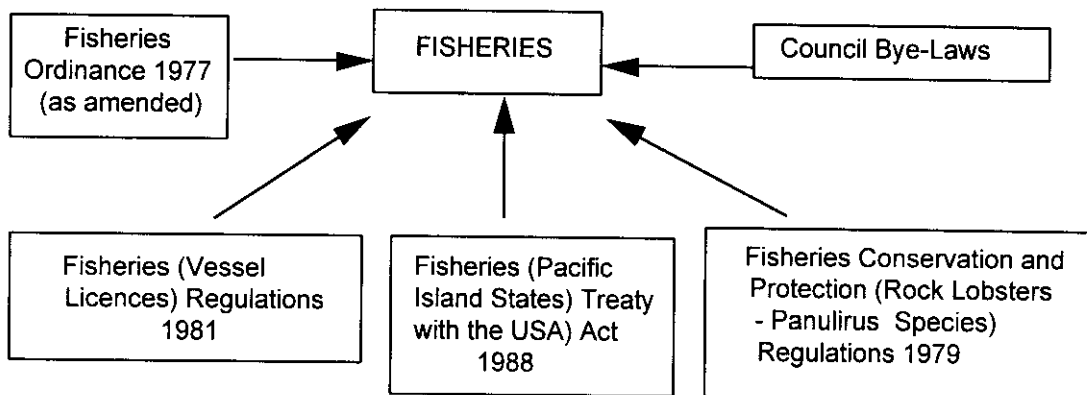 Fisheries
Ordinance 1977
(as amended)
FISHERIES
Council Bye-Laws
Fisheries (Vessel
Licences) Regulations
1981
Fisheries (Pacific
Island States) Treaty
with the USA) Act
1988
Fisheries Conservation and
Protection (Rock Lobsters
- Panulirus Species)
Regulations 1979